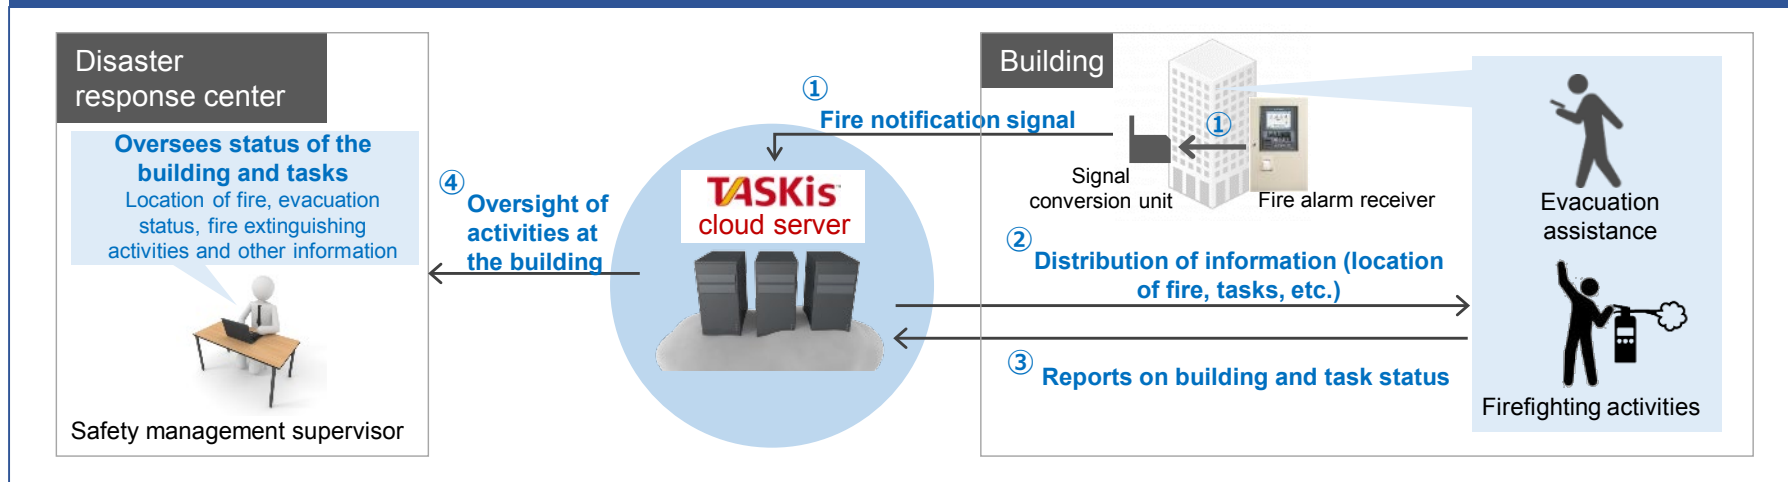 Disaster
response center
Oversees status of the
building and tasks
Location of fire, evacuation
status, fire extinguishing
activities and other information
Safety management supervisor
④
Oversight of
activities at
the building
①
Fire notification signal
TASKis™
cloud server
Building
①
Signal
conversion unit
Fire alarm receiver
②
Distribution of information (location
of fire, tasks, etc.)
③
Reports on building and task status
Evacuation
assistance
Firefighting activities